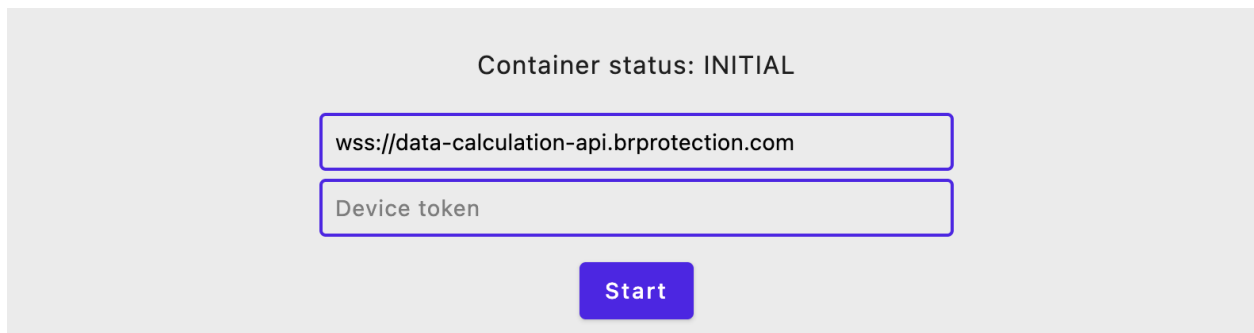 Container status: INITIAL
wss://data-calculation-api.brprotection.com
Device token
Start